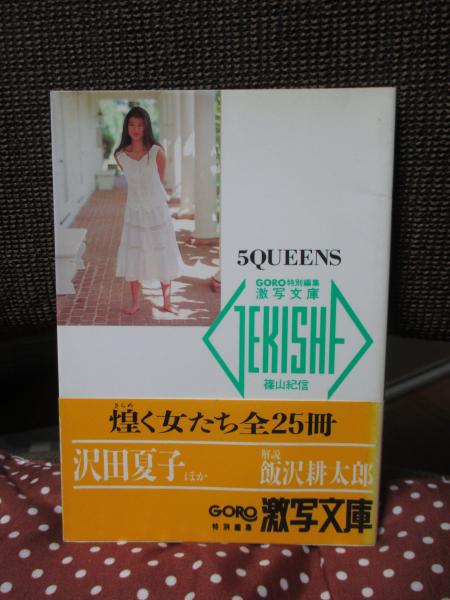 5QUEENS
GORO特別編集
激写文庫
GEKISHA
篠山紀信
きらめ
煌く女たち全25冊
沢田夏子ほか
解説
飯沢耕太郎
GORO
特別編集
激写文庫